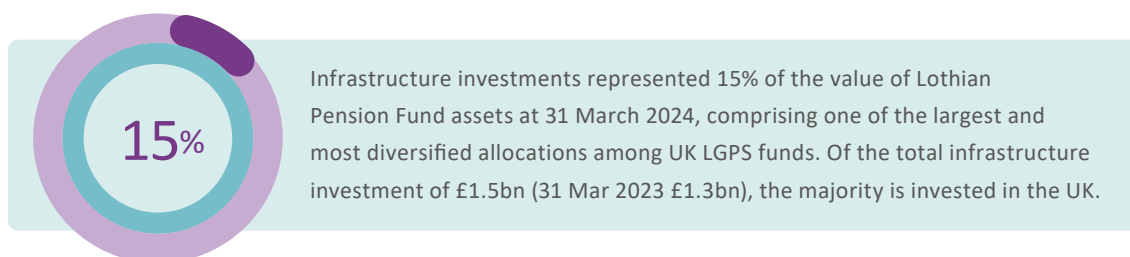 15%
Infrastructure investments represented 15% of the value of Lothian
Pension Fund assets at 31 March 2024, comprising one of the largest and
most diversified allocations among UK LGPS funds. Of the total infrastructure
investment of £1.5bn (31 Mar 2023 £1.3bn), the majority is invested in the UK.